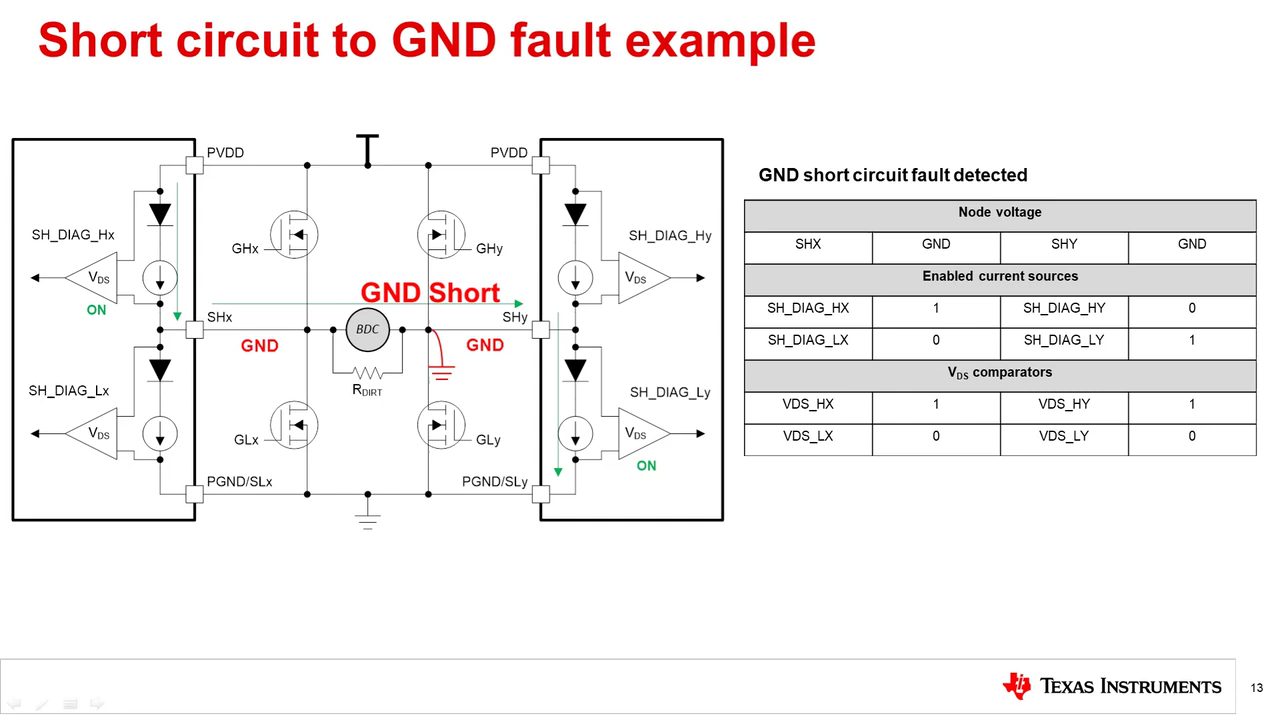 Short circuit to GND fault example
PVDD
PVDD
SH_DIAG_Hx
VDS
ON
GHx
GHy
SH_DIAG_Hy
VDS
GND Short
SHx
SHy
BDC
GND
GND
RDIRT
SH_DIAG_Lx
VDS
GLx
GLy
SH_DIAG_Ly
VDS
ON
PGND/SLx
PGND/SLy
GND short circuit fault detected
Node voltage
SHX GND SHY GND
Enabled current sources
SH_DIAG_HX 1 SH_DIAG_HY 0
SH_DIAG_LX 0 SH_DIAG_LY 1
VDS comparators
VDS_HX 1 VDS_HY 1
VDS_LX 0 VDS_LY 0
TEXAS INSTRUMENTS
13